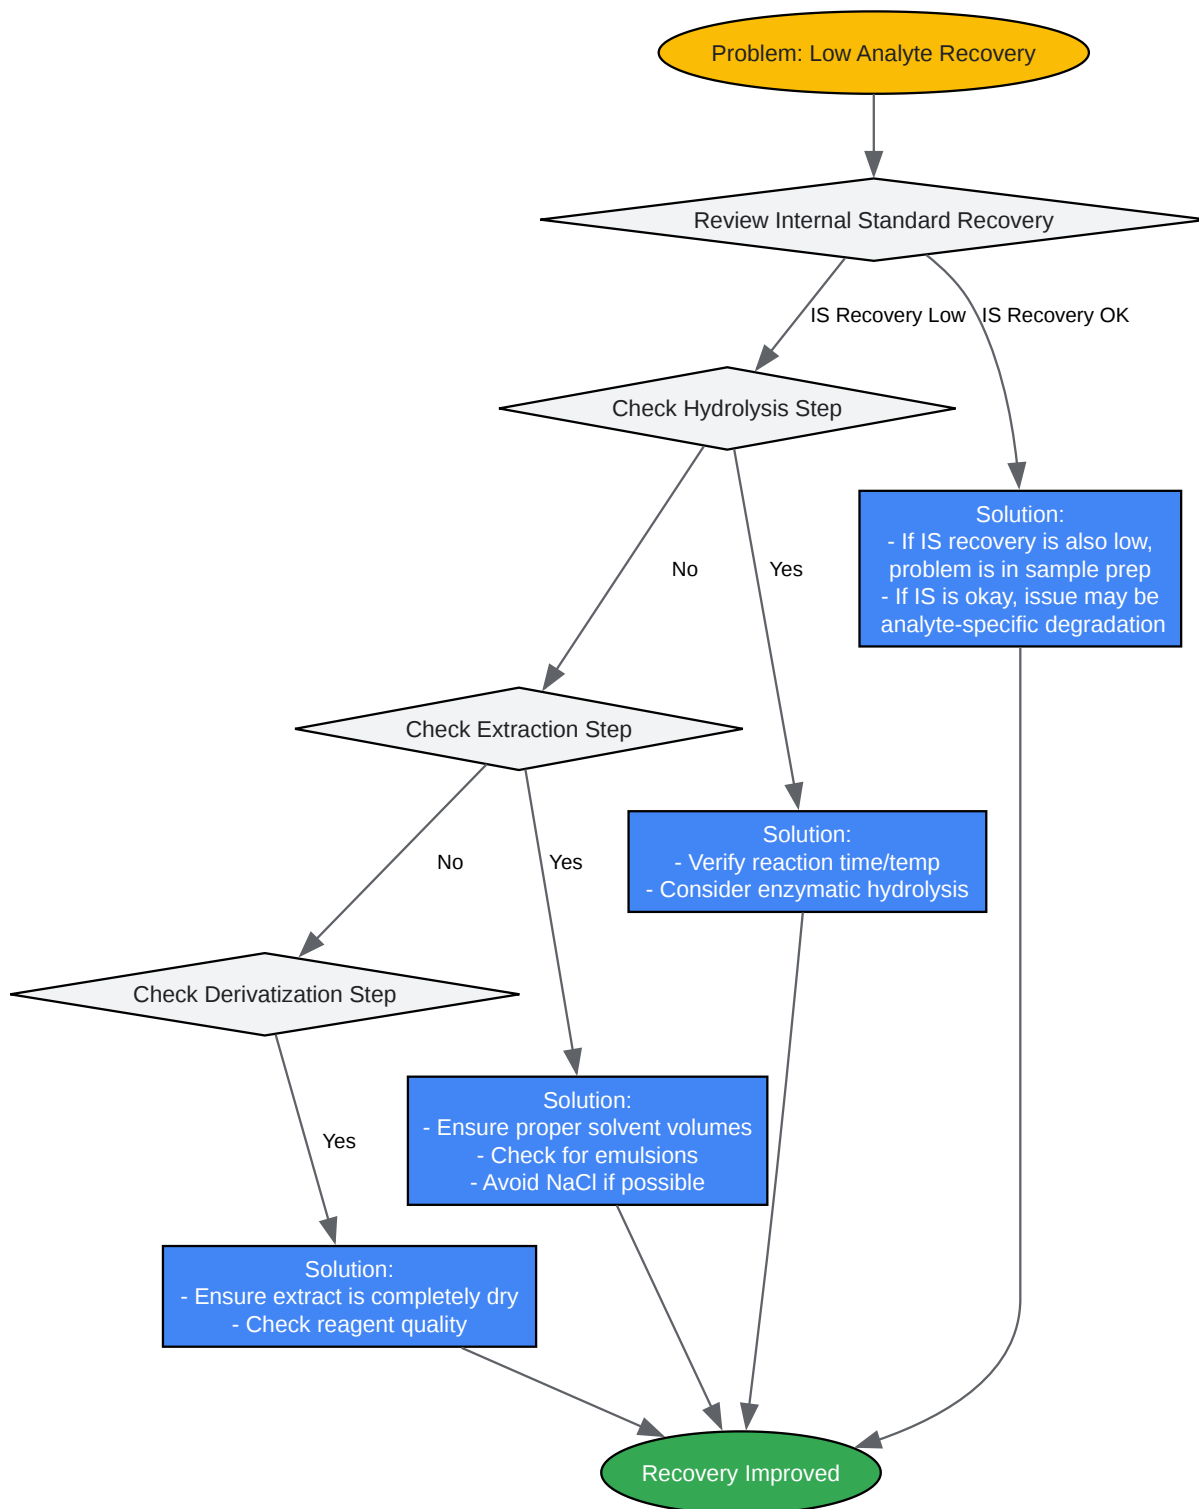 Problem: Low Analyte Recovery
Review Internal Standard Recovery
IS Recovery Low
IS Recovery OK
Check Hydrolysis Step
Solution:
- If IS recovery is also low,
problem is in sample prep
- If IS is okay, issue may be
analyte-specific degradation
No
Yes
Check Extraction Step
Solution:
- Verify reaction time/temp
- Consider enzymatic hydrolysis
No
Yes
Check Derivatization Step
Solution:
- Ensure proper solvent volumes
- Check for emulsions
- Avoid NaCl if possible
Yes
Solution:
- Ensure extract is completely dry
- Check reagent quality
Recovery Improved